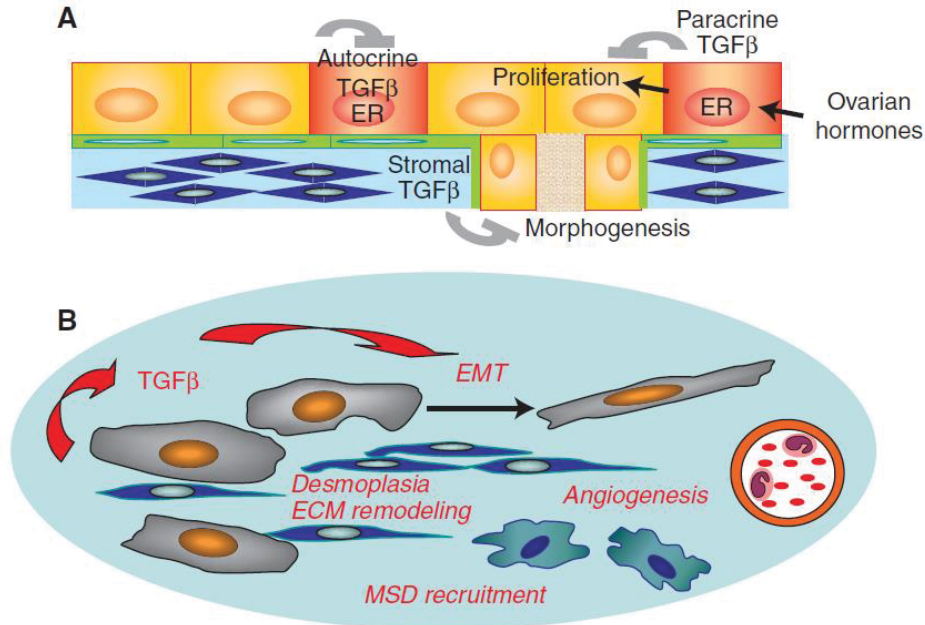 A
Paracrine
TGFβ
Autocrine
TGFβ
ER
Proliferation
ER
Ovarian
hormones
Stromal
TGFβ
Morphogenesis
B
TGFβ
EMT
Desmoplasia
ECM remodeling
Angiogenesis
MSD recruitment